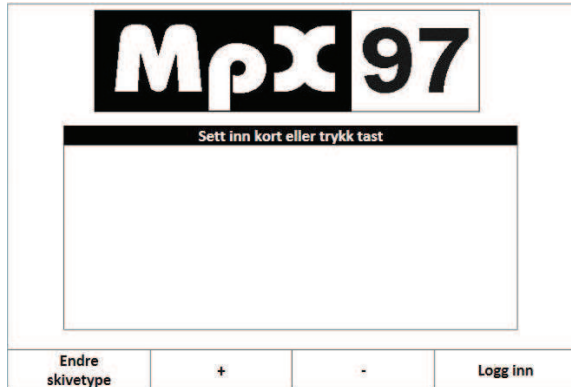 MpX 97
Sett inn kort eller trykk tast
Endre
skivetype
+
-
Logg inn